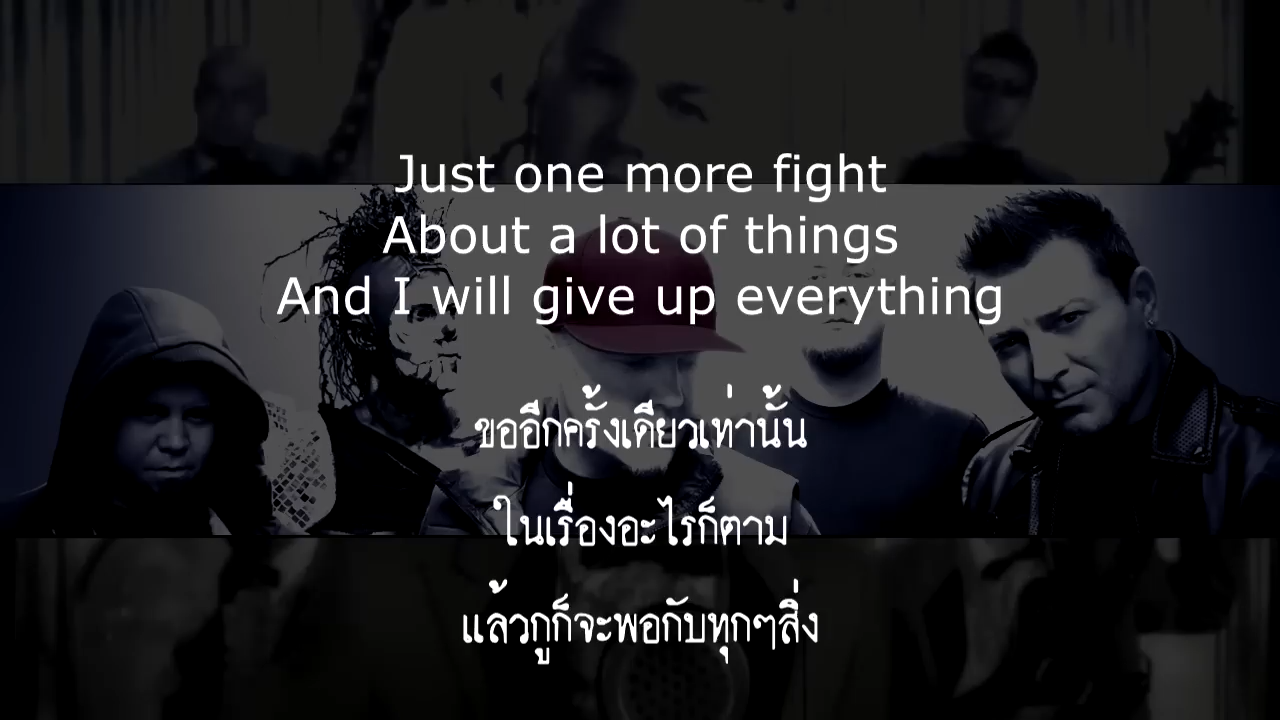 Just one more fight
About a lot of things
And I will give up everything
ขออีกครั้งเดียวเท่านั้น
ในเรื่องอะไรก็ตาม
แล้วกูก็จะพอกับทุกๆสิ่ง